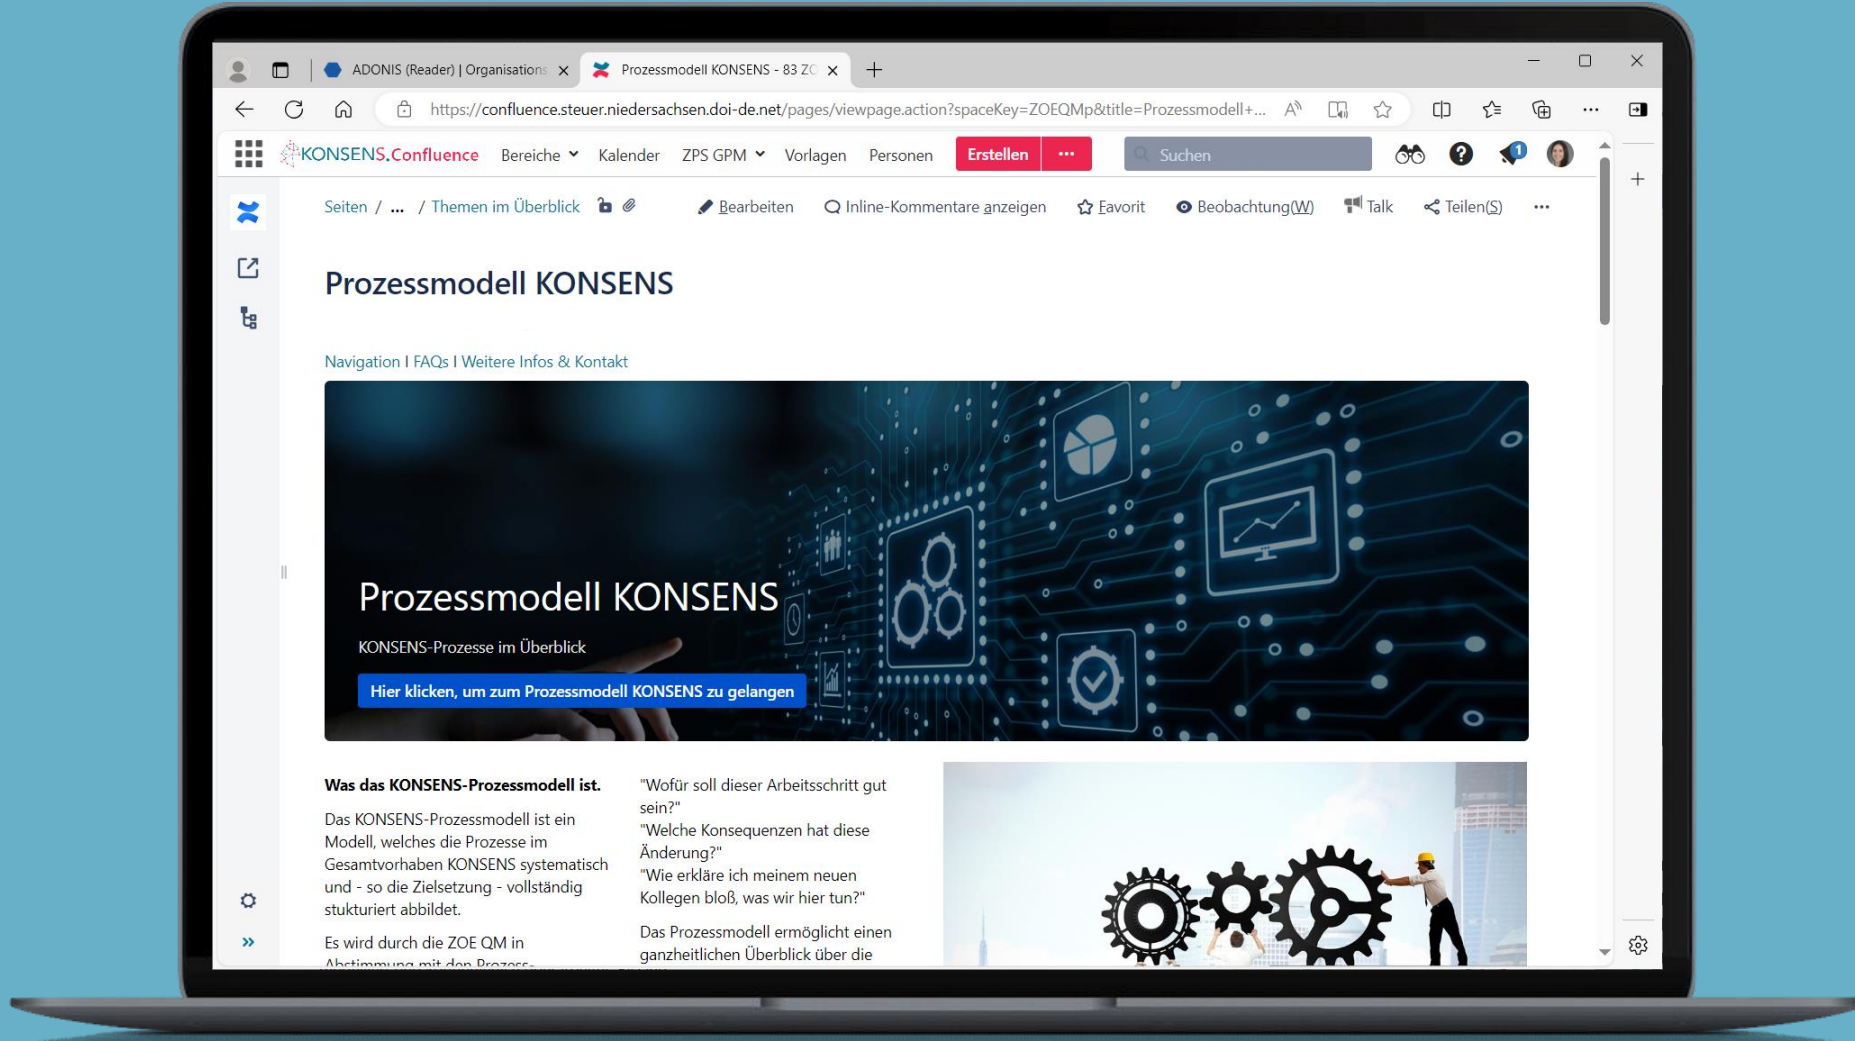 ADONIS (Reader) | Organisations
Prozessmodell KONSENS - 83 ZO
https://confluence.steuer.niedersachsen.doi-de.net/pages/viewpage.action?spaceKey=ZOEQMp&title=Prozessmodell+...
KONSENS.Confluence Bereiche Kalender ZPS GPM Vorlagen Personen Erstellen ... Suchen 1
Seiten / ... / Themen im Überblick Bearbeiten Inline-Kommentare anzeigen Favorit Beobachtung(W) Talk Teilen(S) ...
Prozessmodell KONSENS
Navigation I FAQs I Weitere Infos & Kontakt
Prozessmodell KONSENS
KONSENS-Prozesse im Überblick
Hier klicken, um zum Prozessmodell KONSENS zu gelangen
Was das KONSENS-Prozessmodell ist.
Das KONSENS-Prozessmodell ist ein
Modell, welches die Prozesse im
Gesamtvorhaben KONSENS systematisch
und - so die Zielsetzung - vollständig
stukturiert abbildet.
Es wird durch die ZOE QM in
Abstimmung mit den Prozess-
"Wofür soll dieser Arbeitsschritt gut
sein?"
"Welche Konsequenzen hat diese
Änderung?"
"Wie erkläre ich meinem neuen
Kollegen bloß, was wir hier tun?"
Das Prozessmodell ermöglicht einen
ganzheitlichen Überblick über die